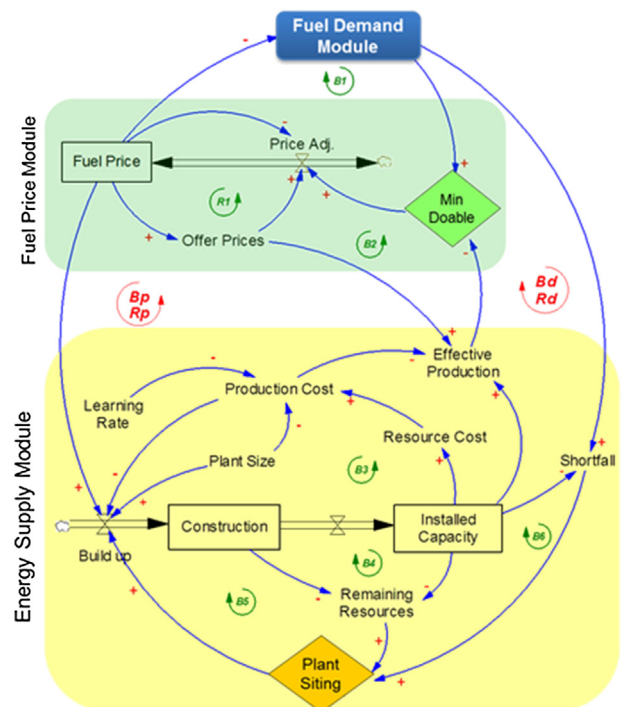 Fuel Demand
Module
-
B1
Fuel Price Module
-
Price Adj.
Fuel Price
+
+
+
R1
Min
Doable
+
Offer Prices
B2
-
Bp
Rp
Bd
Rd
+
Effective
Production
-
-
Energy Supply Module
Learning
Rate
Production Cost
+
+
Resource Cost
-
Plant Size
B3
+
+
Shortfall
-
-
+
+
Build up
Construction
Installed
Capacity
B6
B4
+
B5
-
-
Remaining
Resources
+
Plant
Siting
+